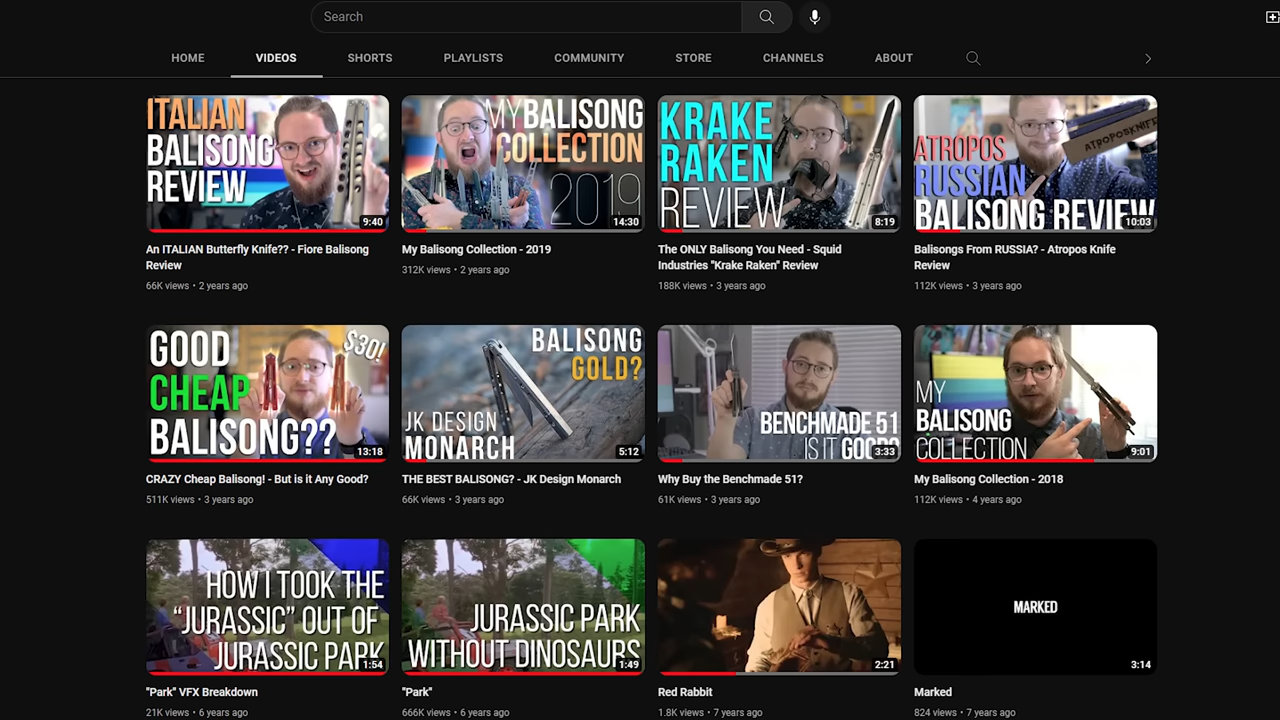 Search
HOME VIDEOS SHORTS PLAYLISTS COMMUNITY STORE CHANNELS ABOUT
ITALIAN
BALISONG
REVIEW
9:40
MY BALISONG
COLLECTION
2019
14:30
KRAKE
RAKEN
REVIEW
8:19
ATROPOSKNIFE
ATROPOS
RUSSIAN
BALISONG REVIEW
10:03
An ITALIAN Butterfly Knife?? - Fiore Balisong
Review
66K views • 2 years ago
My Balisong Collection - 2019
312K views • 2 years ago
The ONLY Balisong You Need - Squid
Industries "Krake Raken" Review
188K views • 3 years ago
Balisongs From RUSSIA? - Atropos Knife
Review
112K views • 3 years ago
GOOD
$30!
CHEAP
BALISONG??
13:18
BALISONG
GOLD?
JK DESIGN
MONARCH
5:12
BENCHMADE 51
IS IT GOOD?
3:33
MY
BALISONG
COLLECTION
9:01
CRAZY Cheap Balisong! - But is it Any Good?
511K views • 3 years ago
THE BEST BALISONG? - JK Design Monarch
66K views • 3 years ago
Why Buy the Benchmade 51?
61K views • 3 years ago
My Balisong Collection - 2018
112K views • 4 years ago
HOW I TOOK THE
“JURASSIC” OUT OF
JURASSIC PARK
1:54
JURASSIC PARK
WITHOUT DINOSAURS
1:49
2:21
MARKED
3:14
"Park" VFX Breakdown
21K views • 6 years ago
"Park"
666K views • 6 years ago
Red Rabbit
1.8K views • 7 years ago
Marked
824 views • 7 years ago